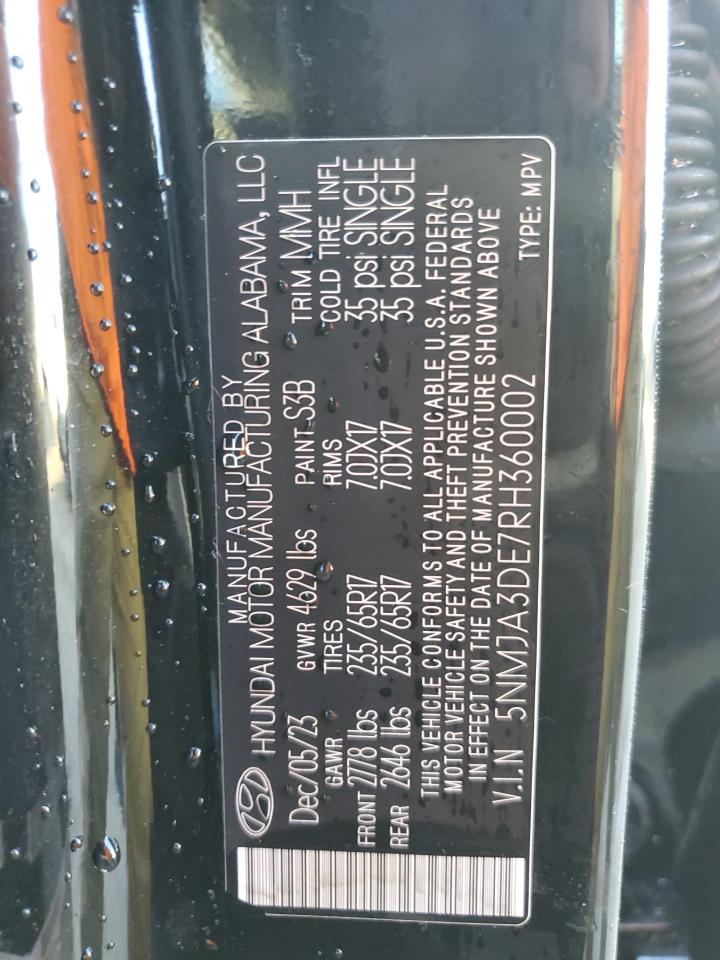 MANUFACTURED BY
HYUNDAI MOTOR MANUFACTURING ALABAMA, LLC
Dec/05/23 GVWR 4629 lbs PAINT S3B TRIM MMH
GAWR TIRES RIMS COLD TIRE INFL
FRONT 2778 lbs 235/65R17 7.0JX17 35 psi SINGLE
REAR 2646 lbs 235/65R17 7.0JX17 35 psi SINGLE
THIS VEHICLE CONFORMS TO ALL APPLICABLE U.S.A. FEDERAL
MOTOR VEHICLE SAFETY AND THEFT PREVENTION STANDARDS
IN EFFECT ON THE DATE OF MANUFACTURE SHOWN ABOVE
V.I.N 5NMJA3DE7RH360002
TYPE: MPV